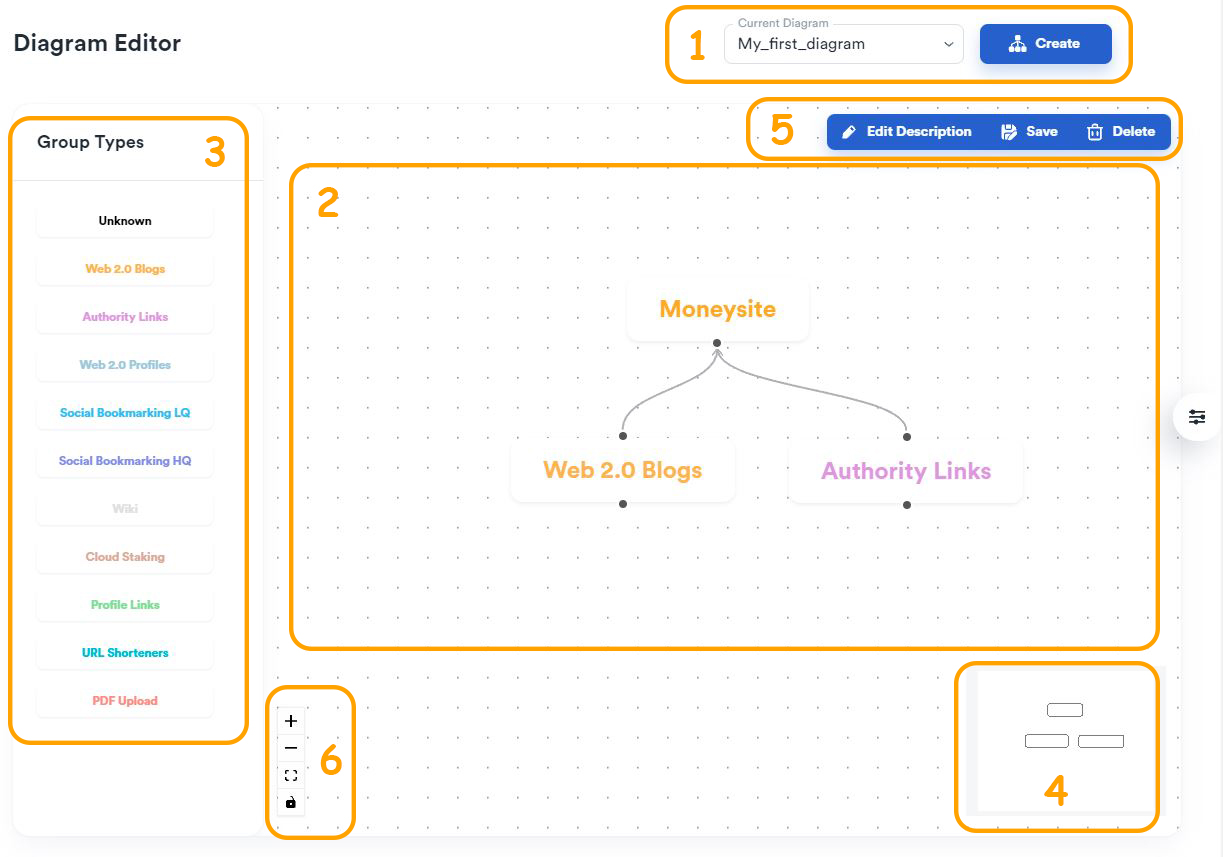 Diagram Editor
1
Current Diagram
My_first_diagram
Create
3
Group Types
Unknown
Web 2.0 Blogs
Authority Links
Web 2.0 Profiles
Social Bookmarking LQ
Social Bookmarking HQ
Wiki
Cloud Staking
Profile Links
URL Shorteners
PDF Upload
5
Edit Description
Save
Delete
2
Moneysite
Web 2.0 Blogs
Authority Links
6
4